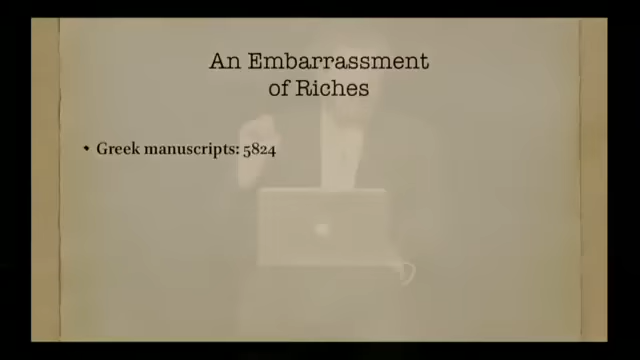 An Embarrassment
of Riches
• Greek manuscripts: 5824